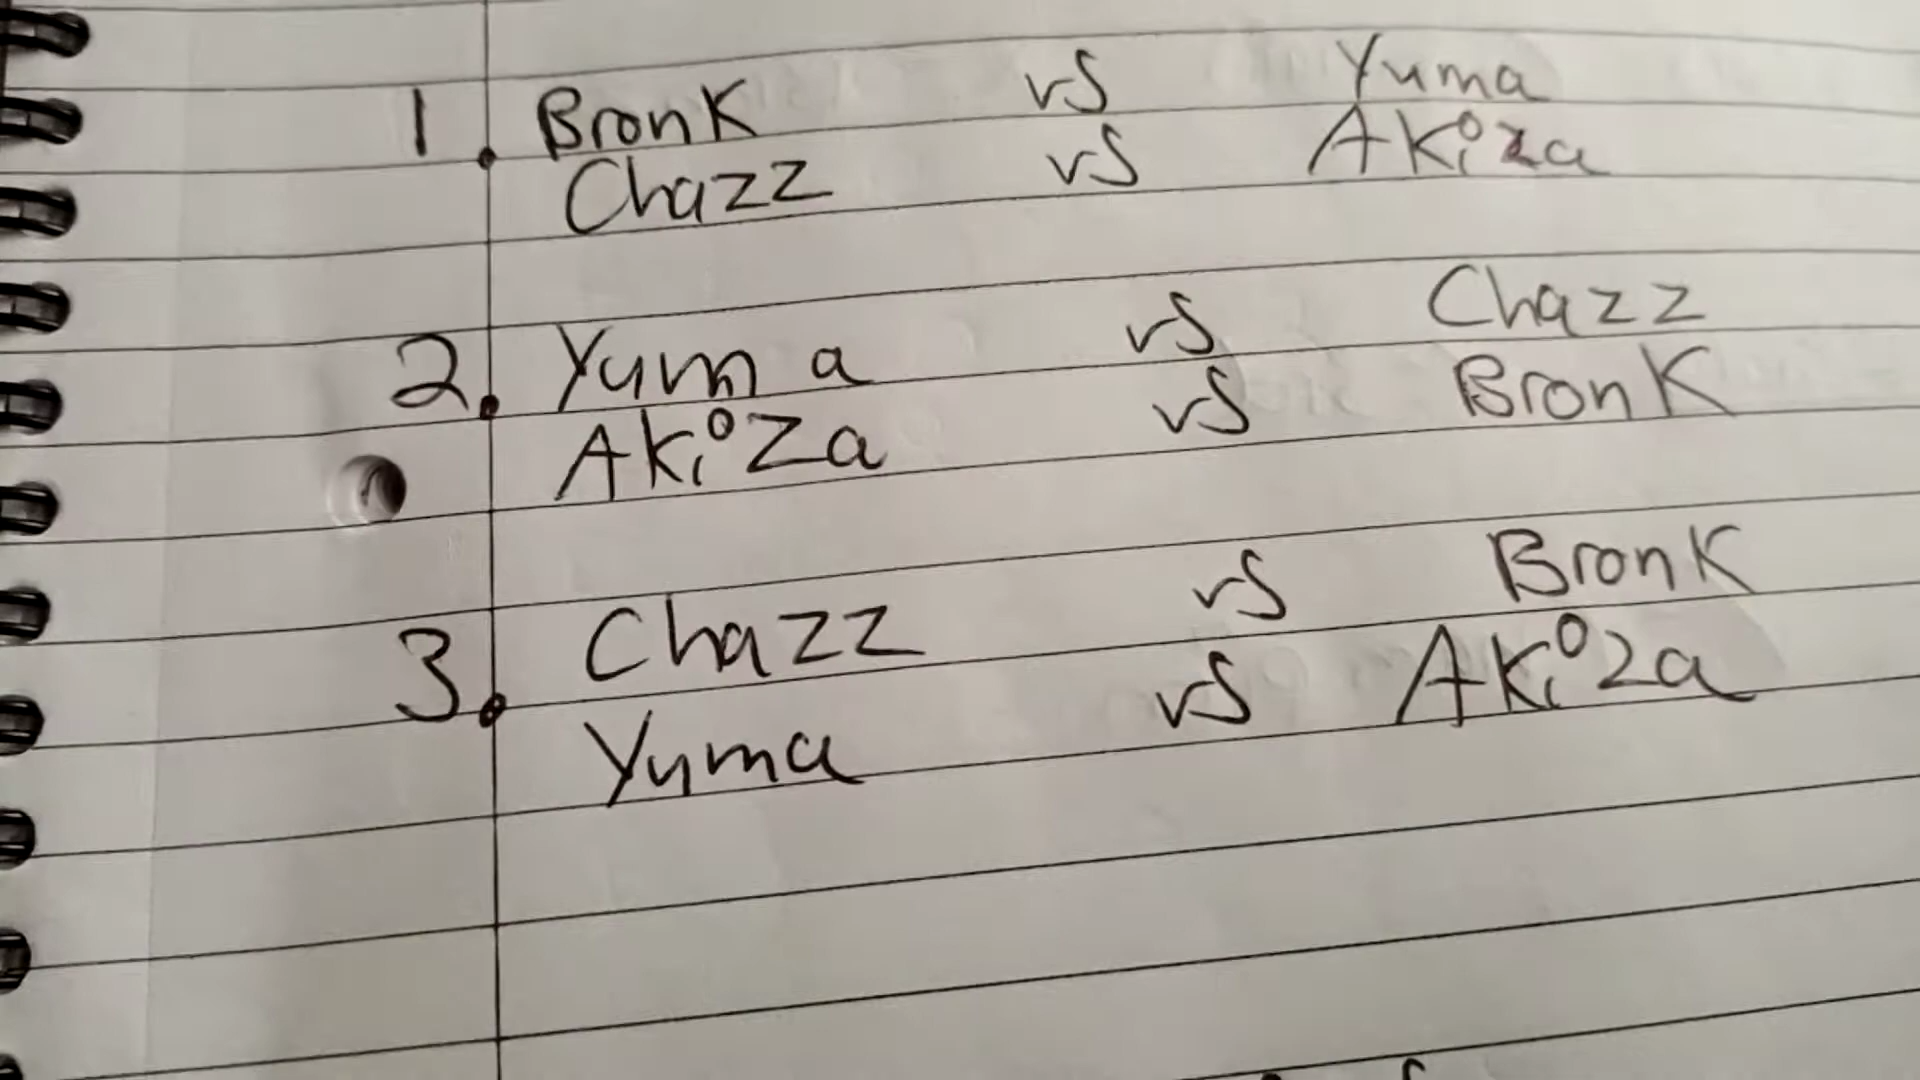 1. Bronk vs Yuma
Chazz vs Akiza
2. Yuma vs Chazz
Akiza vs Bronk
3. Chazz vs Bronk
Yuma vs Akiza